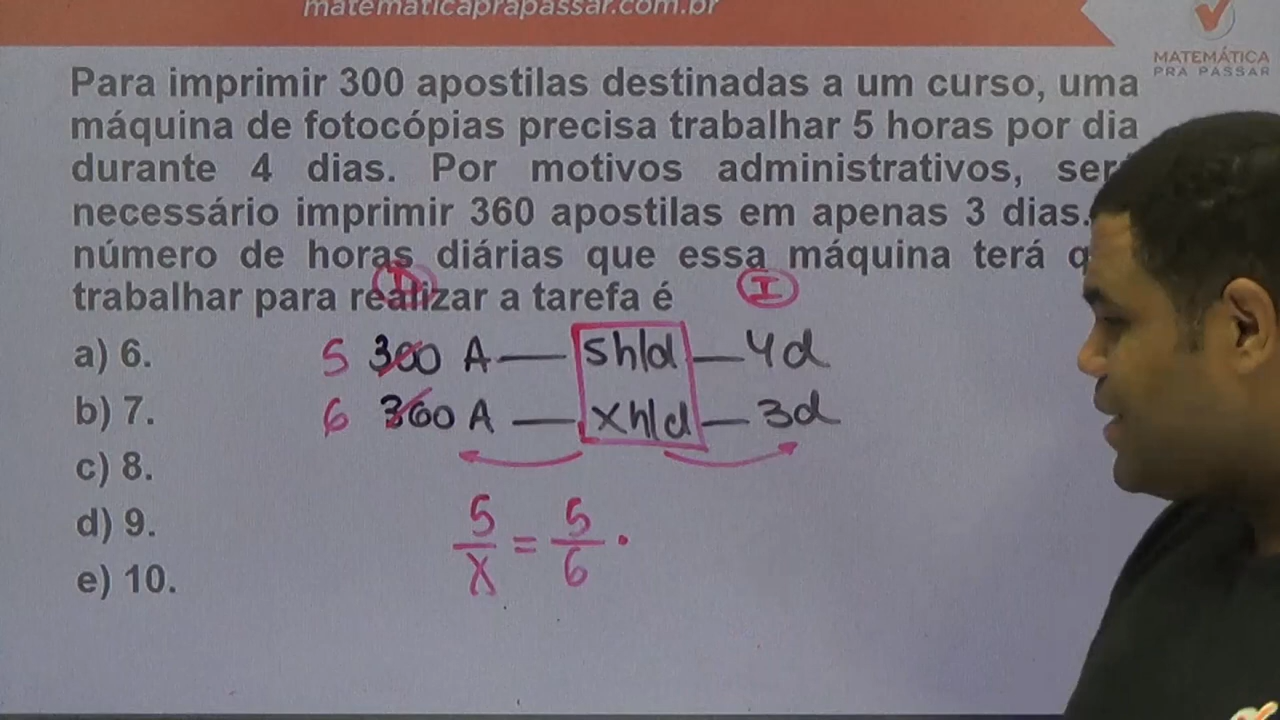 matematicaprapassar.com.br
MATEMÁTICA
PRA PASSAR
Para imprimir 300 apostilas destinadas a um curso, uma
máquina de fotocópias precisa trabalhar 5 horas por dia
durante 4 dias. Por motivos administrativos,
necessário imprimir 360 apostilas em apenas 3 dias.
número de horas diárias que essa máquina terá
trabalhar para realizar a tarefa é
D I
a) 6.
5 300 A — 5h/d — 4d
b) 7.
6 360 A — xh/d — 3d
c) 8.
d) 9.
5/x = 5/6 ·
e) 10.